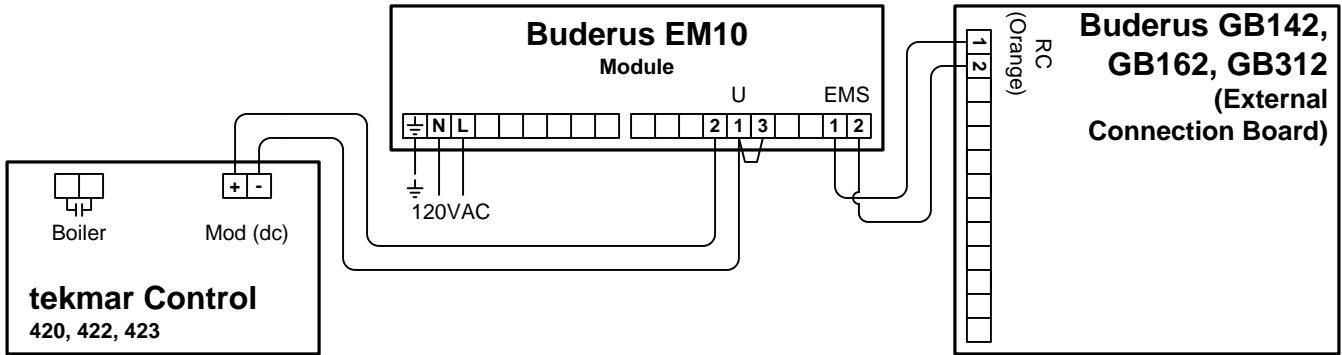 Buderus EM10
Module
U EMS
N L 2 1 3 1 2
120VAC
Buderus GB142,
GB162, GB312
(External
Connection Board)
RC
(Orange)
1
2
+ -
Boiler Mod (dc)
tekmar Control
420, 422, 423